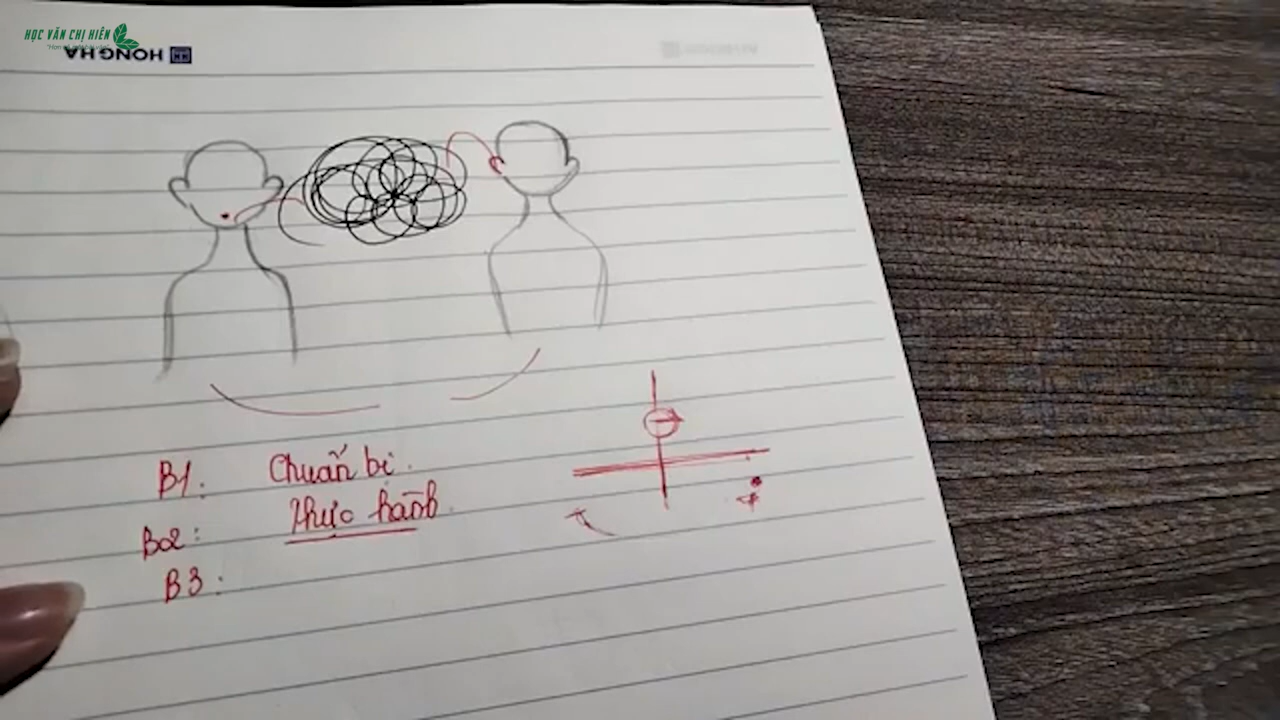 HỌC VĂN CHỊ HIÊN
HONG HA
B1: Chuẩn bị.
thực hành.
B2:
B3: